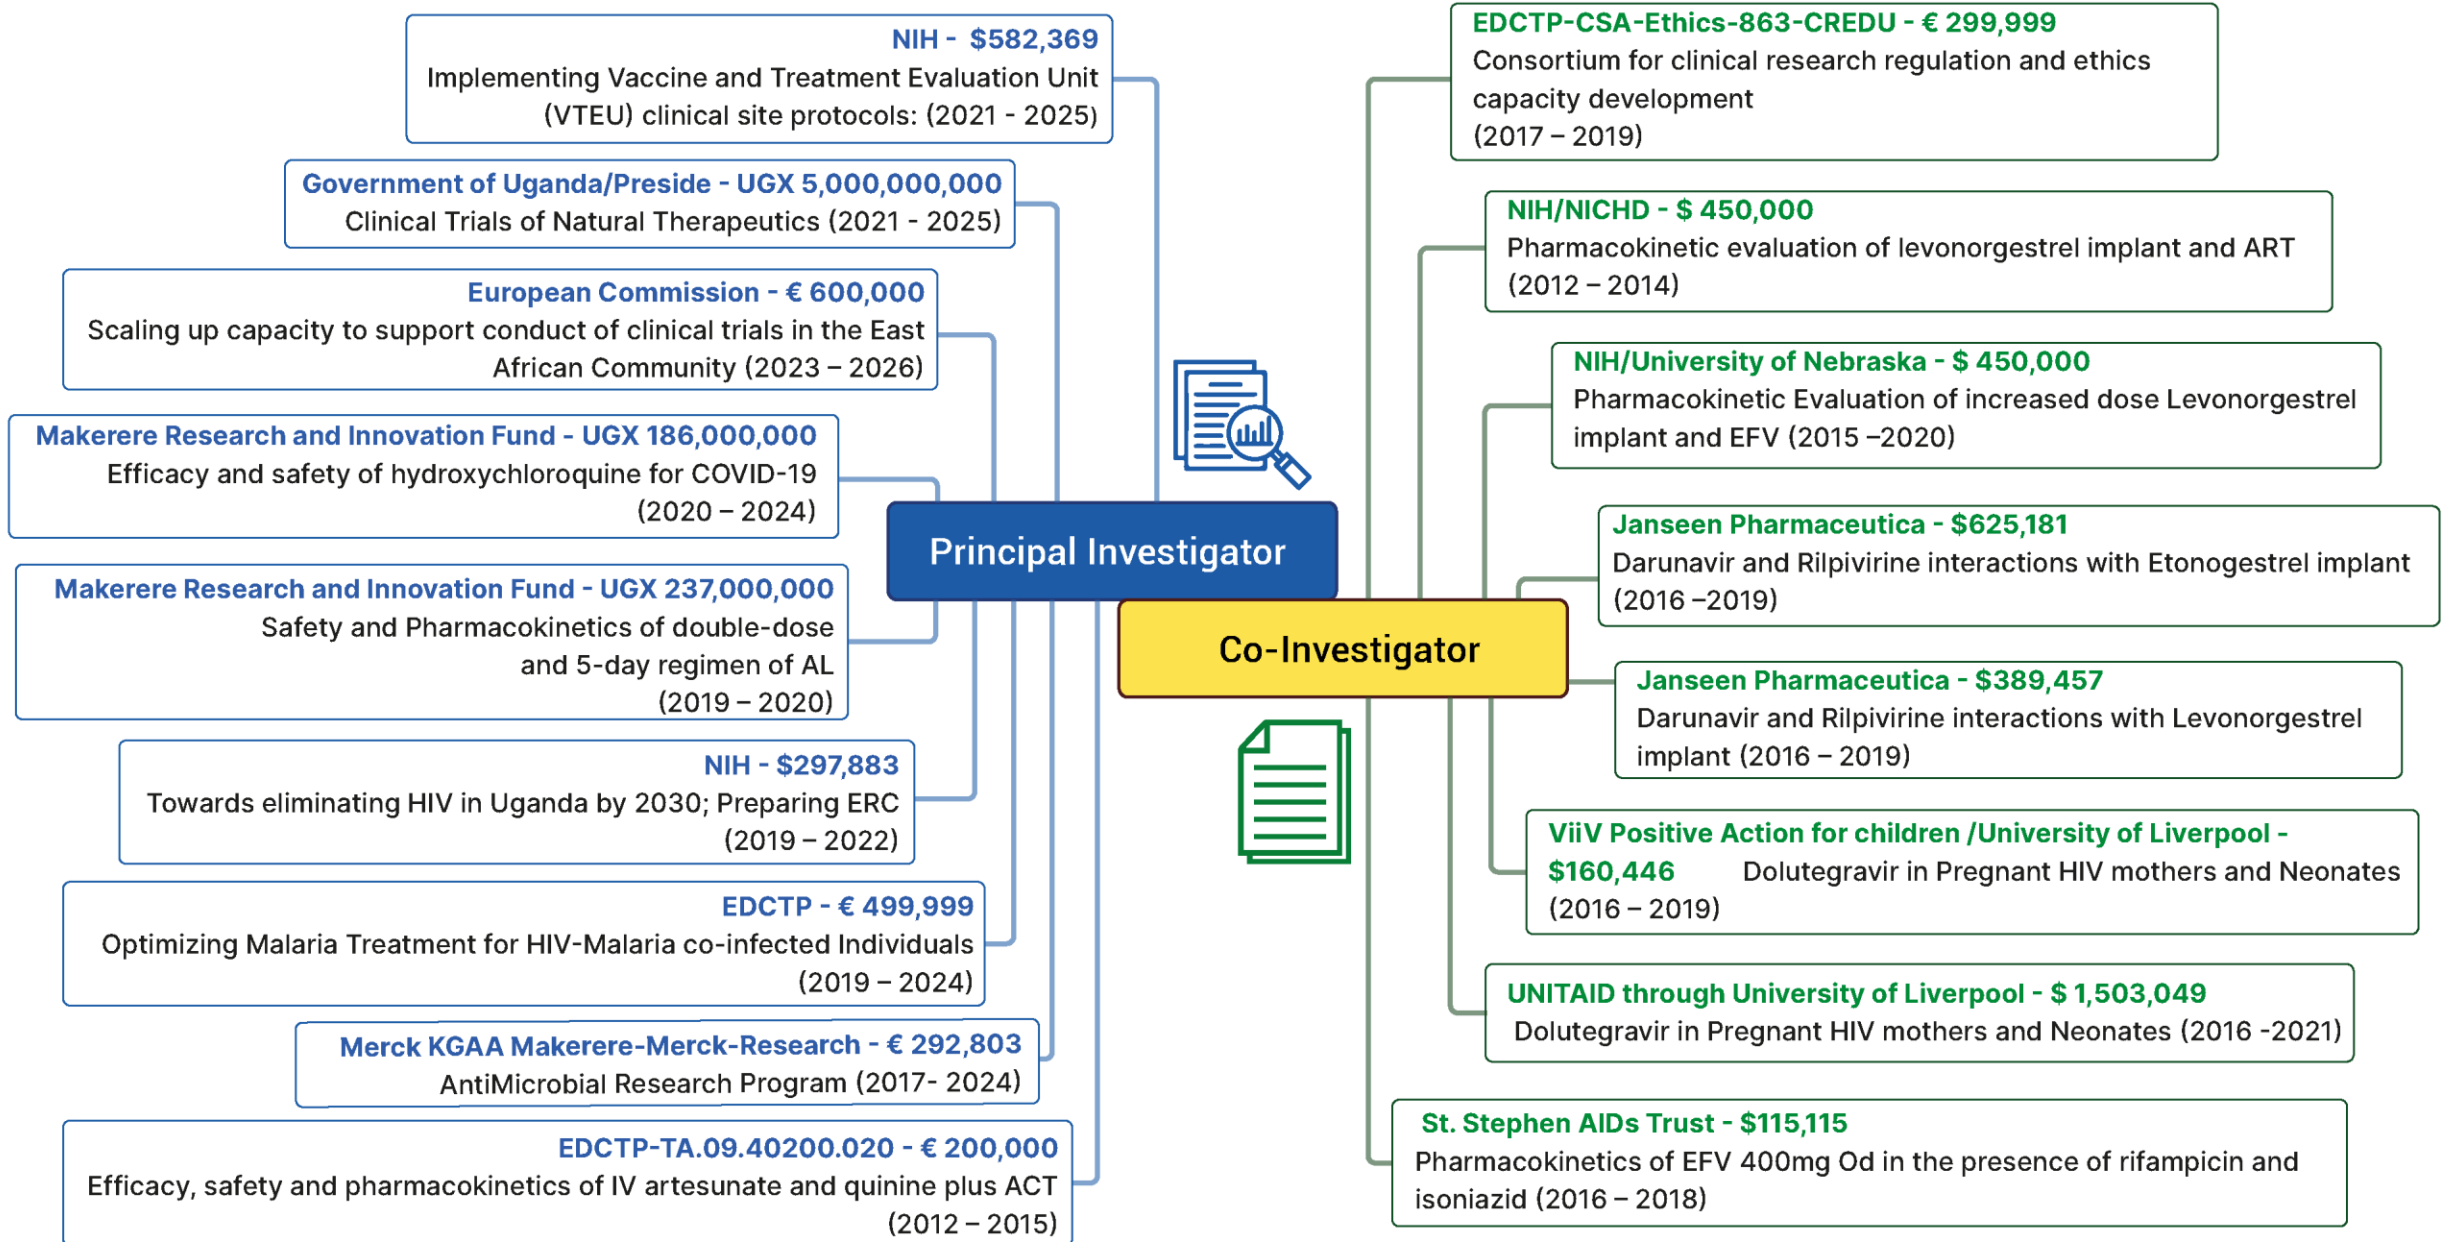 NIH -  $582,369
Implementing Vaccine and Treatment Evaluation Unit
(VTEU) clinical site protocols: (2021 - 2025)
Government of Uganda/Preside - UGX 5,000,000,000
Clinical Trials of Natural Therapeutics (2021 - 2025)
European Commission - € 600,000
Scaling up capacity to support conduct of clinical trials in the East
African Community (2023 – 2026)
Makerere Research and Innovation Fund - UGX 186,000,000
Efficacy and safety of hydroxychloroquine for COVID-19
(2020 – 2024)
Makerere Research and Innovation Fund - UGX 237,000,000
Safety and Pharmacokinetics of double-dose
and 5-day regimen of AL
(2019 – 2020)
NIH - $297,883
Towards eliminating HIV in Uganda by 2030; Preparing ERC
(2019 – 2022)
EDCTP - € 499,999
Optimizing Malaria Treatment for HIV-Malaria co-infected Individuals
(2019 – 2024)
Merck KGAA Makerere-Merck-Research - € 292,803
AntiMicrobial Research Program (2017- 2024)
EDCTP-TA.09.40200.020 - € 200,000
Efficacy, safety and pharmacokinetics of IV artesunate and quinine plus ACT
(2012 – 2015)
Principal Investigator
Co-Investigator
EDCTP-CSA-Ethics-863-CREDU - € 299,999
Consortium for clinical research regulation and ethics
capacity development
(2017 – 2019)
NIH/NICHD - $ 450,000
Pharmacokinetic evaluation of levonorgestrel implant and ART
(2012 – 2014)
NIH/University of Nebraska - $ 450,000
Pharmacokinetic Evaluation of increased dose Levonorgestrel
implant and EFV (2015 –2020)
Janseen Pharmaceutica - $625,181
Darunavir and Rilpivirine interactions with Etonogestrel implant
(2016 –2019)
Janseen Pharmaceutica - $389,457
Darunavir and Rilpivirine interactions with Levonorgestrel
implant (2016 – 2019)
ViiV Positive Action for children /University of Liverpool -
$160,446 Dolutegravir in Pregnant HIV mothers and Neonates
(2016 – 2019)
UNITAID through University of Liverpool - $ 1,503,049
Dolutegravir in Pregnant HIV mothers and Neonates (2016 -2021)
St. Stephen AIDs Trust - $115,115
Pharmacokinetics of EFV 400mg Od in the presence of rifampicin and
isoniazid (2016 – 2018)